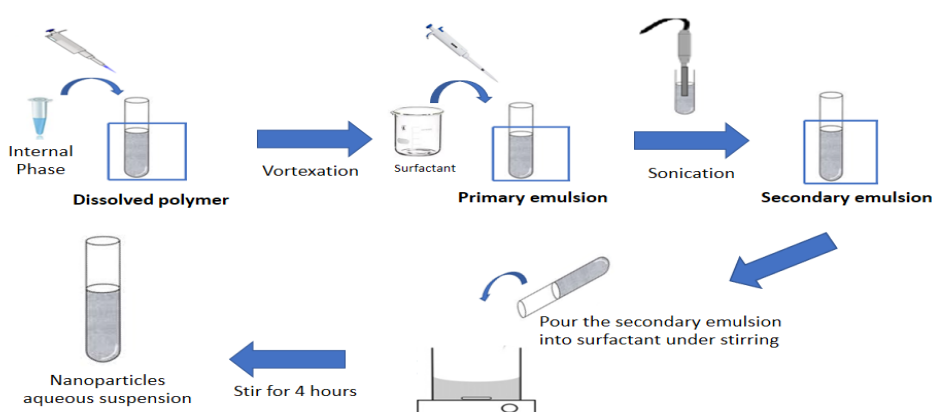 Internal
Phase
Dissolved polymer
Vortexation
Surfactant
Primary emulsion
Sonication
Secondary emulsion
Pour the secondary emulsion
into surfactant under stirring
Stir for 4 hours
Nanoparticles
aqueous suspension